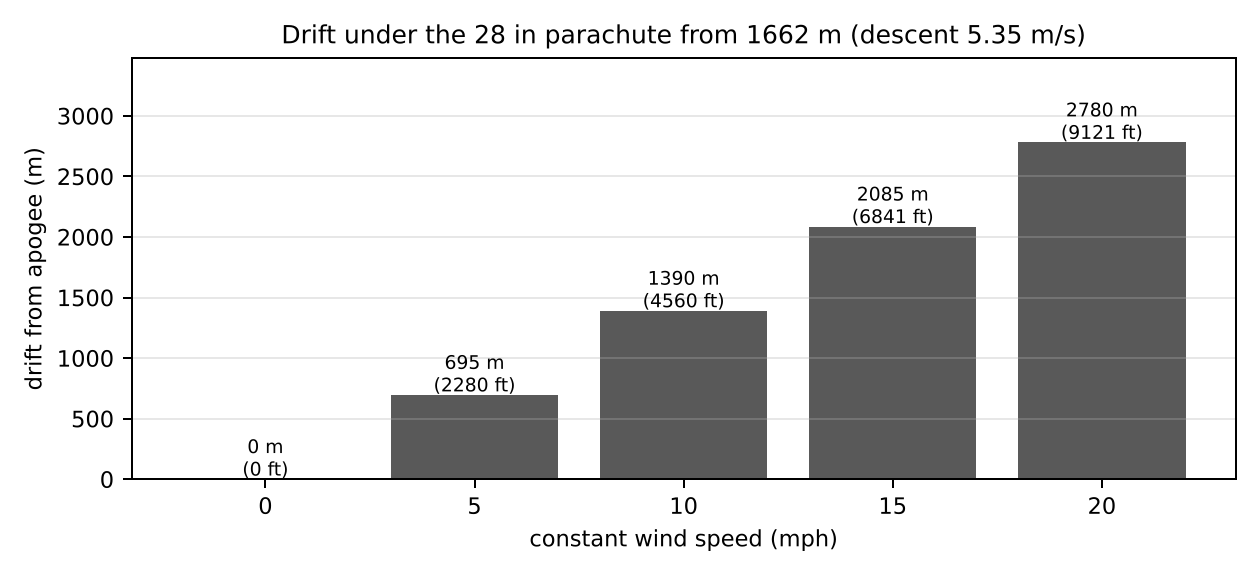 Drift under the 28 in parachute from 1662 m (descent 5.35 m/s)
drift from apogee (m)
3000
2500
2000
1500
1000
500
0
0 m
(0 ft)
695 m
(2280 ft)
1390 m
(4560 ft)
2085 m
(6841 ft)
2780 m
(9121 ft)
0
5
10
15
20
constant wind speed (mph)